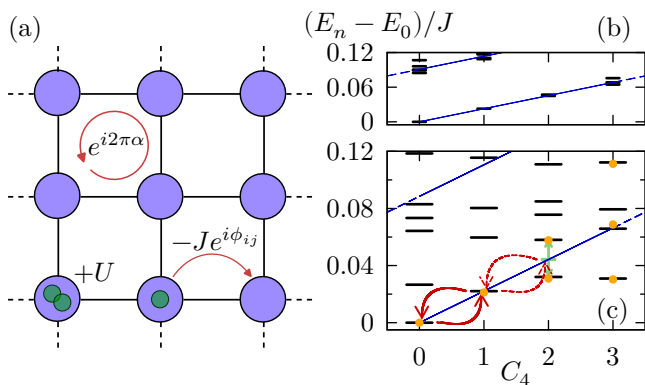 (a)
e^{i2πα}
+U
−Je^{iϕ_{ij}}
(E_n − E_0)/J
(b)
0.12
0.06
0
0.12
0.08
0.04
0
(c)
0 1 2 3
C_4